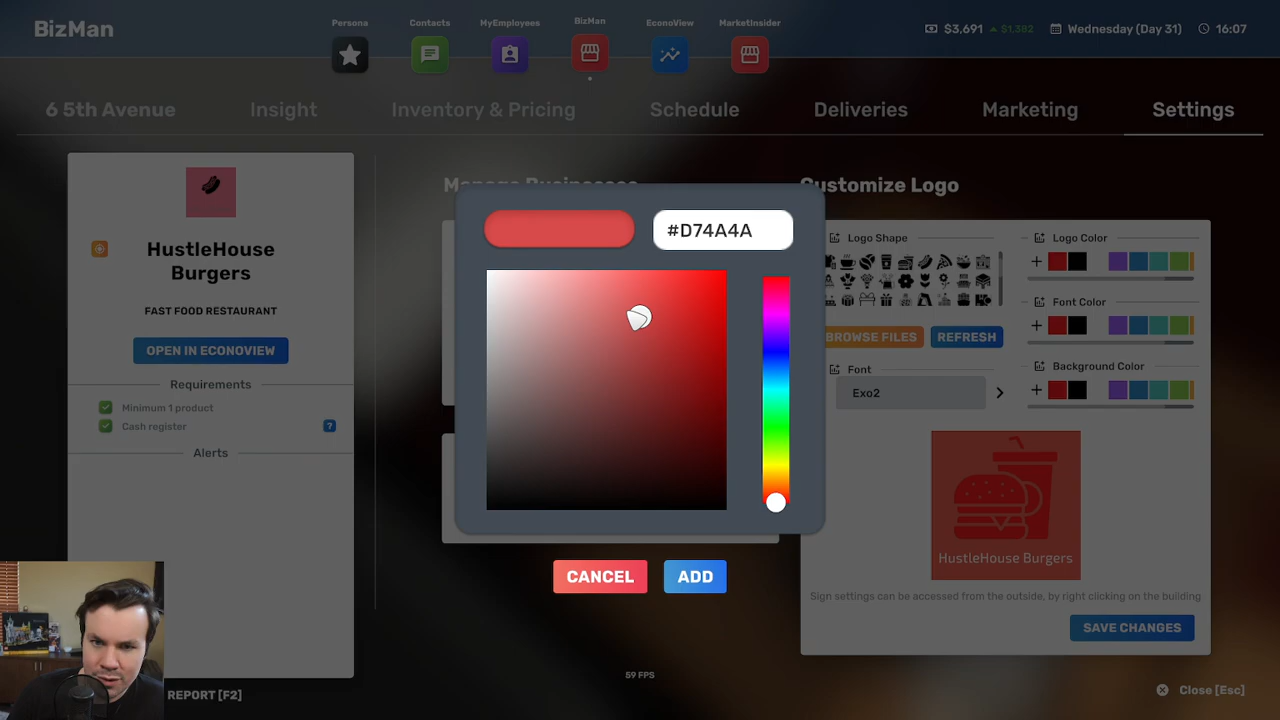 BizMan
Persona
Contacts
MyEmployees
BizMan
EconoView
MarketInsider
$3,691
$1,382
Wednesday (Day 31)
16:07
6 5th Avenue
Insight
Inventory & Pricing
Schedule
Deliveries
Marketing
Settings
HustleHouse
Burgers
FAST FOOD RESTAURANT
OPEN IN ECONOVIEW
Requirements
Minimum 1 product
Cash register
?
Alerts
REPORT [F2]
Manage Businesses
#D74A4A
CANCEL
ADD
Customize Logo
Logo Shape
BROWSE FILES
REFRESH
Font
Exo2
Logo Color
Font Color
Background Color
HustleHouse Burgers
Sign settings can be accessed from the outside, by right clicking on the building
SAVE CHANGES
59 FPS
Close [Esc]